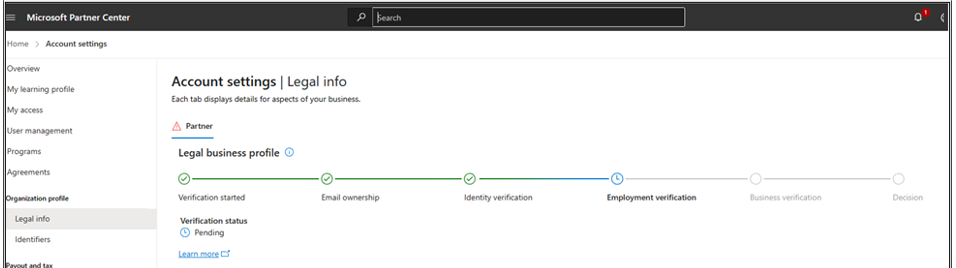 Microsoft Partner Center
Search
1
Home > Account settings
Overview
My learning profile
My access
User management
Programs
Agreements
Organization profile
Legal info
Identifiers
Payout and tax
Account settings | Legal info
Each tab displays details for aspects of your business.
Partner
Legal business profile
Verification started Email ownership Identity verification Employment verification Business verification Decision
Verification status
Pending
Learn more